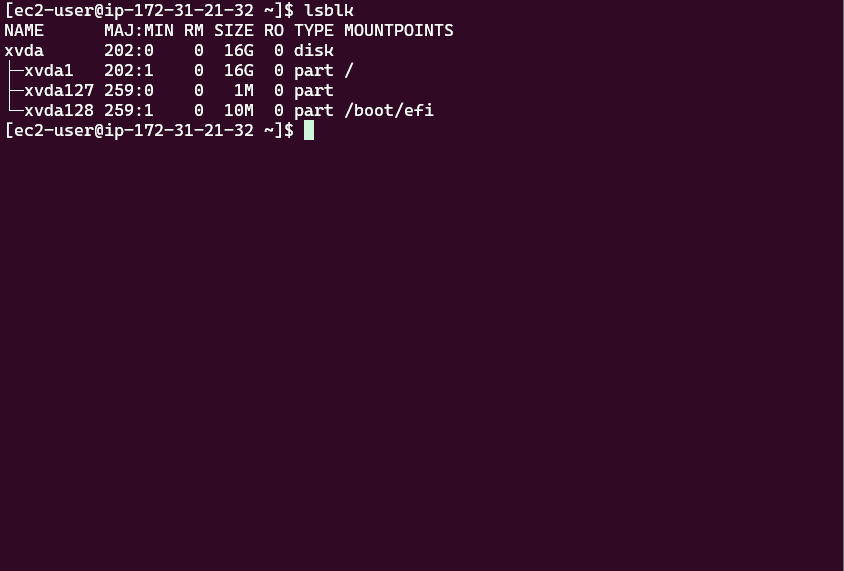 [ec2-user@ip-172-31-21-32 ~]$ lsblk
NAME      MAJ:MIN RM SIZE RO TYPE MOUNTPOINTS
xvda      202:0    0  16G  0 disk
├─xvda1   202:1    0  16G  0 part /
├─xvda127 259:0    0   1M  0 part
└─xvda128 259:1    0  10M  0 part /boot/efi
[ec2-user@ip-172-31-21-32 ~]$